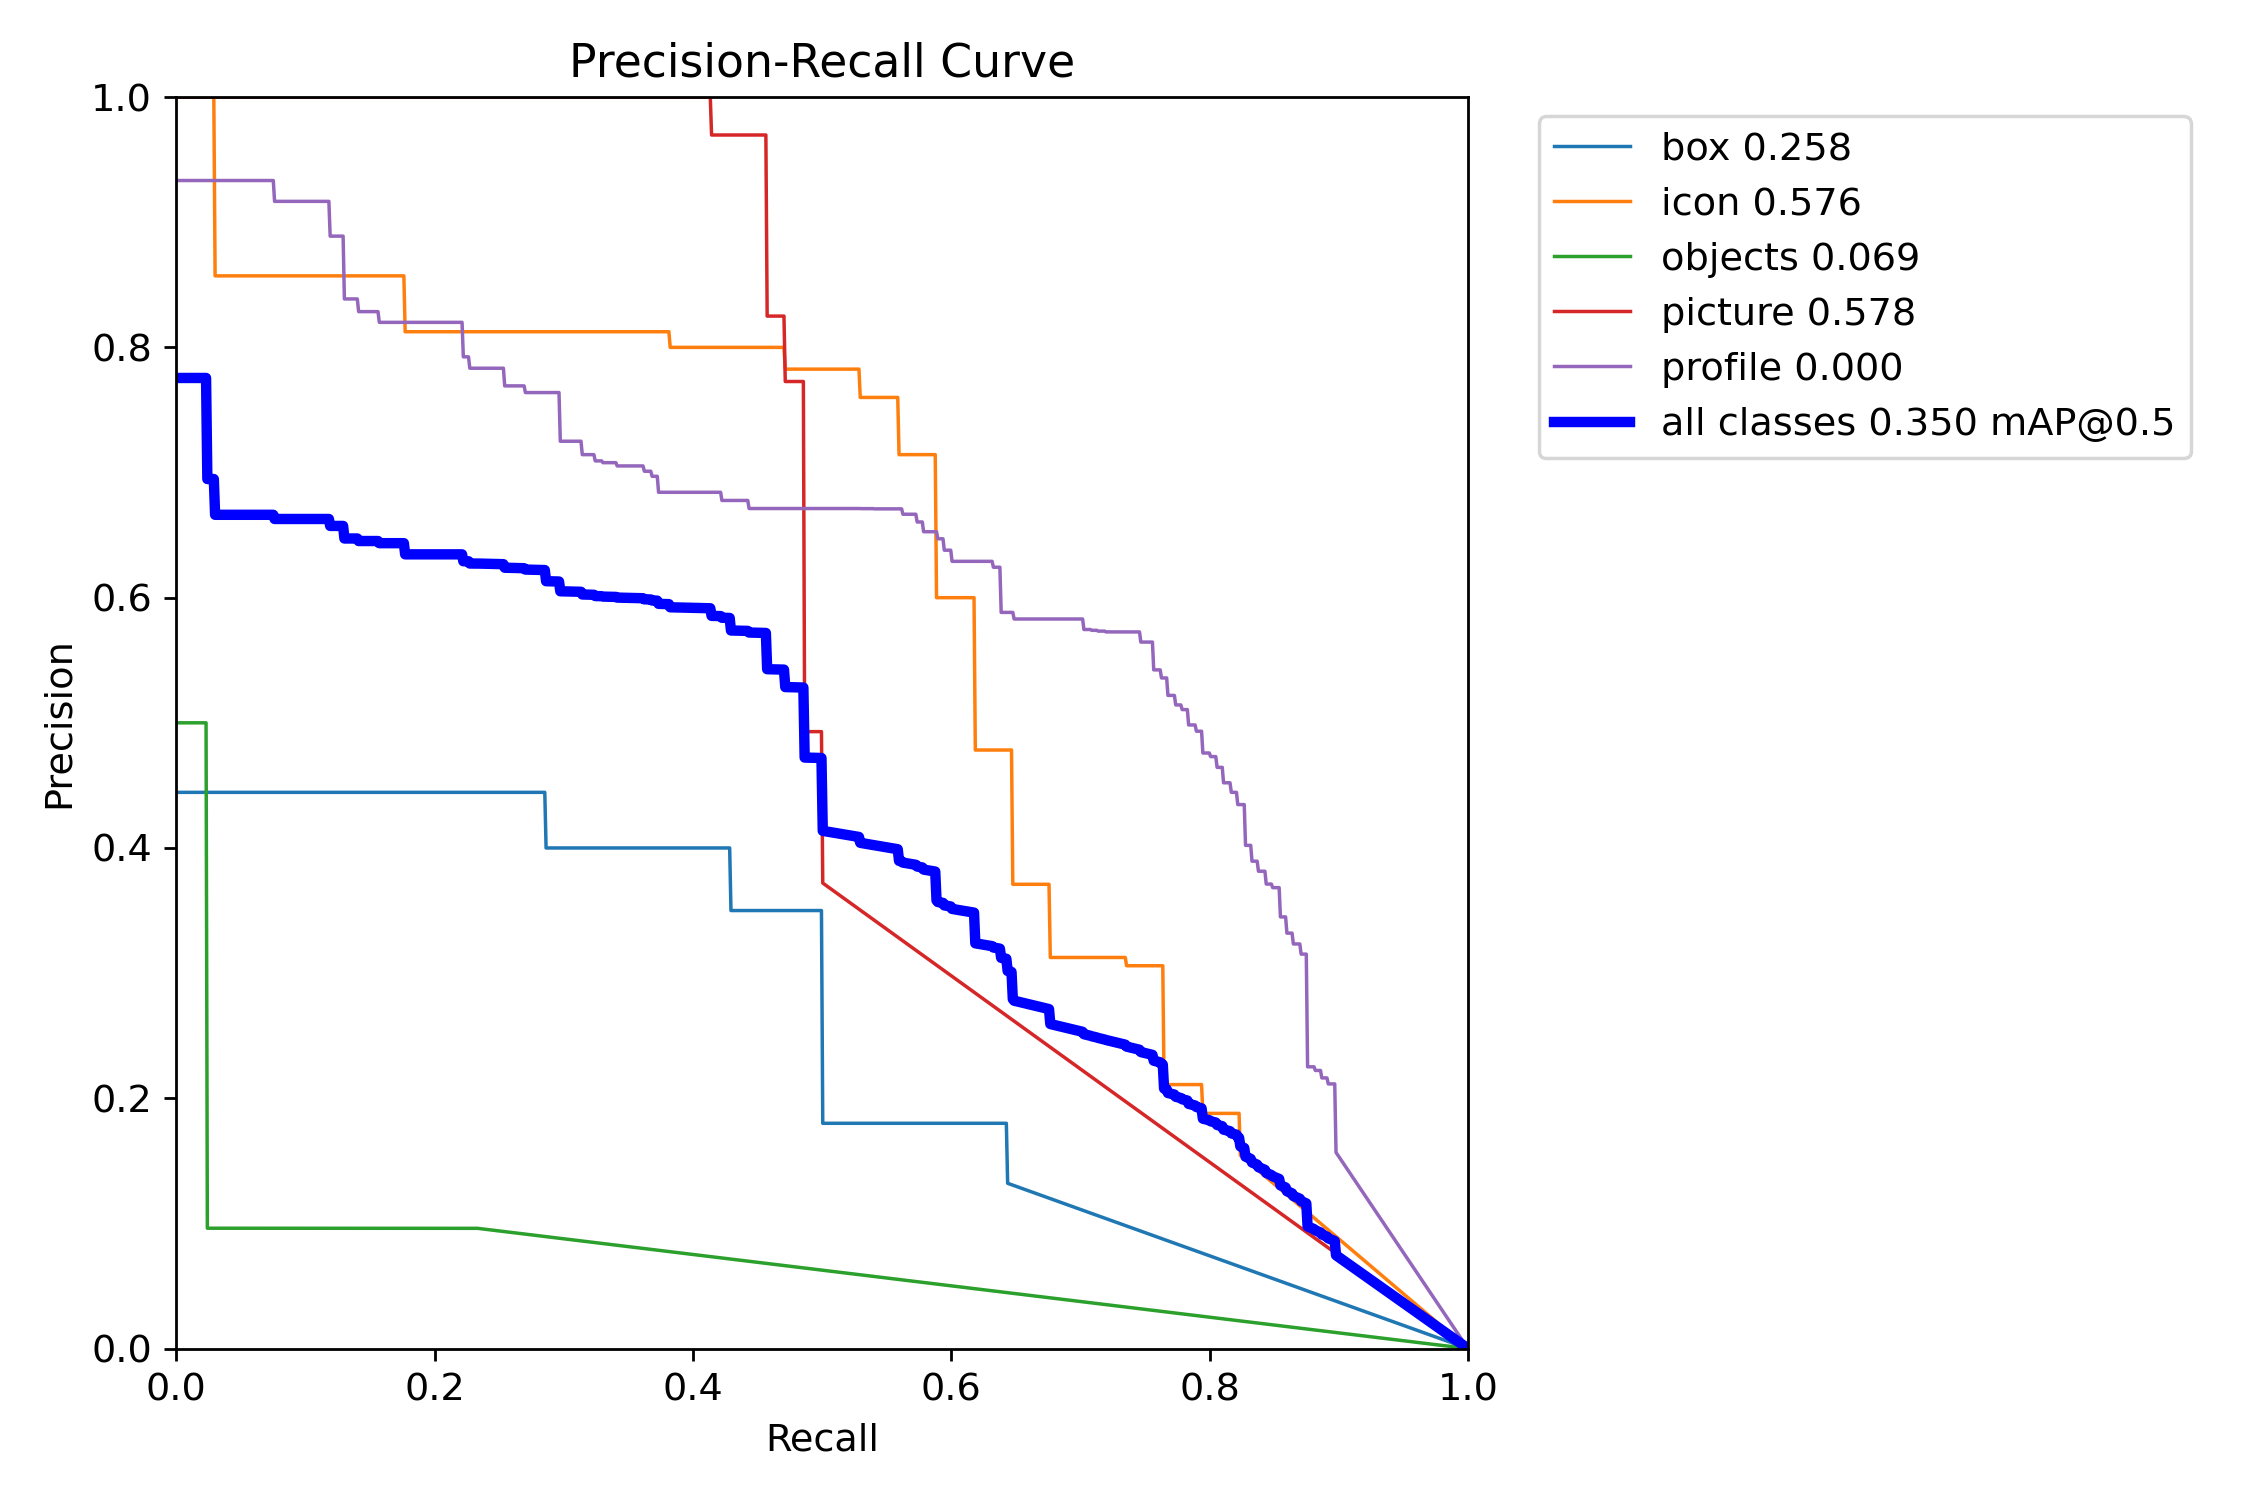 Precision-Recall Curve
1.0
0.8
0.6
0.4
0.2
0.0
Precision
0.0 0.2 0.4 0.6 0.8 1.0
Recall
box 0.258
icon 0.576
objects 0.069
picture 0.578
profile 0.000
all classes 0.350 mAP@0.5